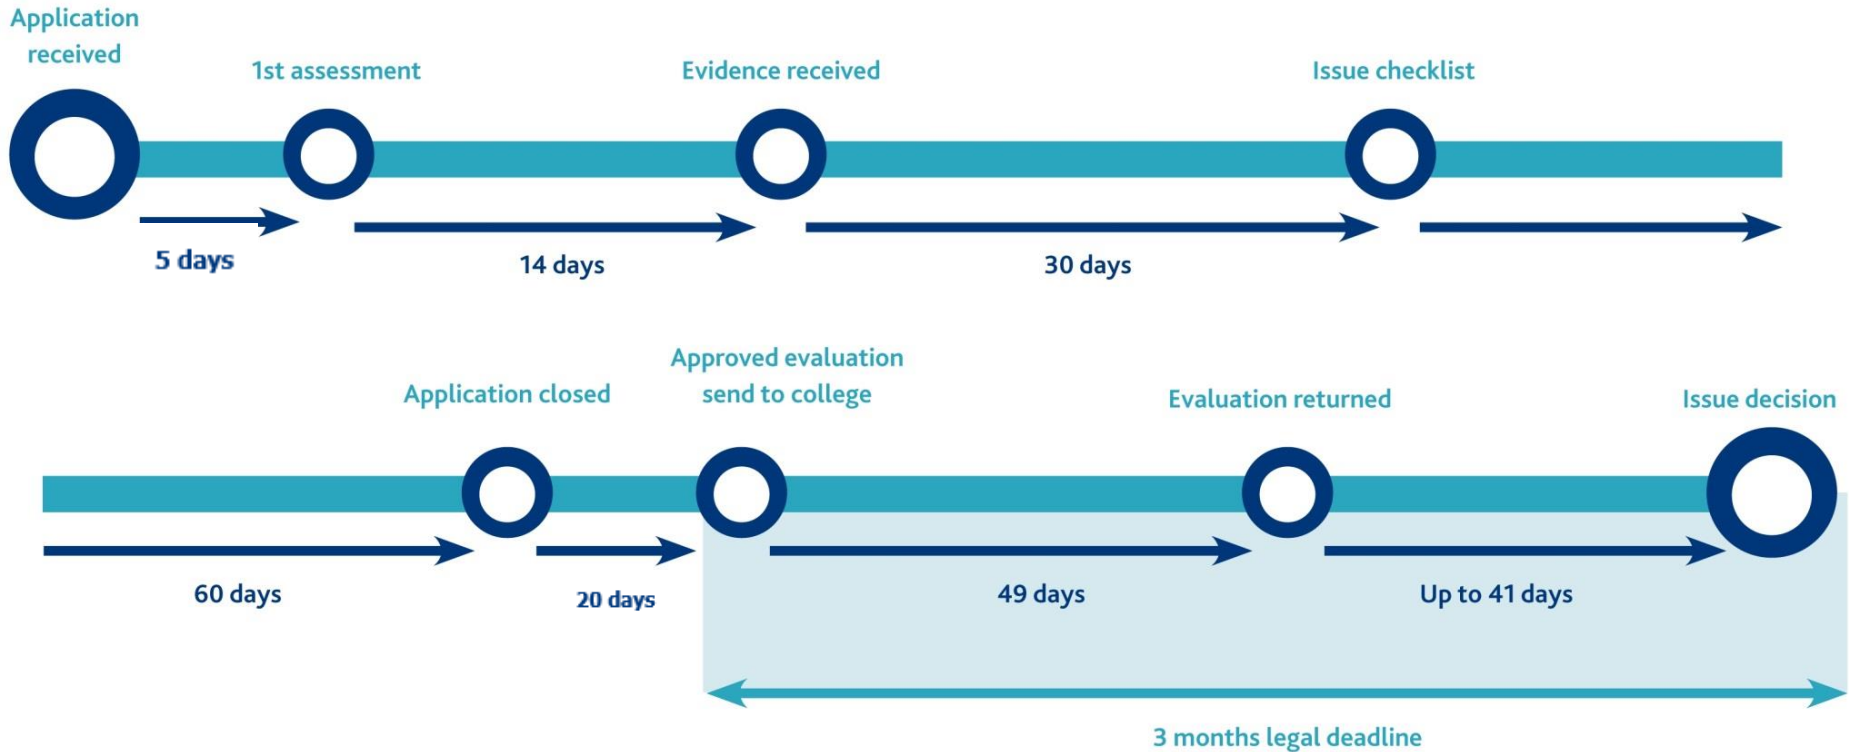 Application
received
1st assessment
Evidence received
Issue checklist
5 days
14 days
30 days
Application closed
Approved evaluation
send to college
Evaluation returned
Issue decision
60 days
20 days
49 days
Up to 41 days
3 months legal deadline